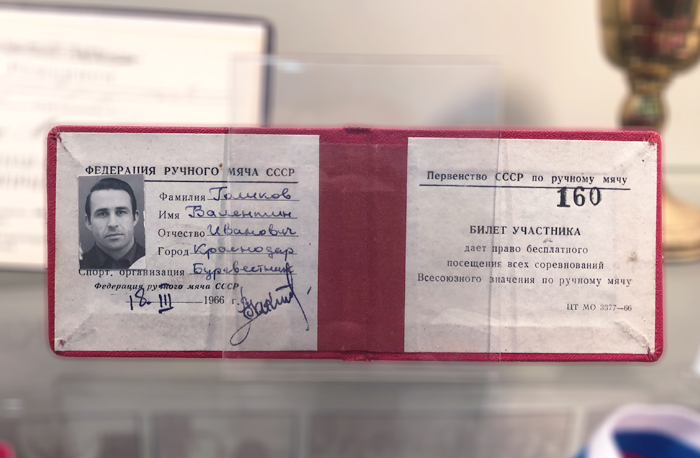 ФЕДЕРАЦИЯ РУЧНОГО МЯЧА СССР
Фамилия Голиков
Имя Валентин
Отчество Иванович
Город Краснодар
Спорт. организация Буревестник
Федерация ручного мяча СССР
18. III 1966 г.
Первенство СССР по ручному мячу
160
БИЛЕТ УЧАСТНИКА
дает право бесплатного
посещения всех соревнований
Всесоюзного значения по ручному мячу
ЦТ МО 3377—66